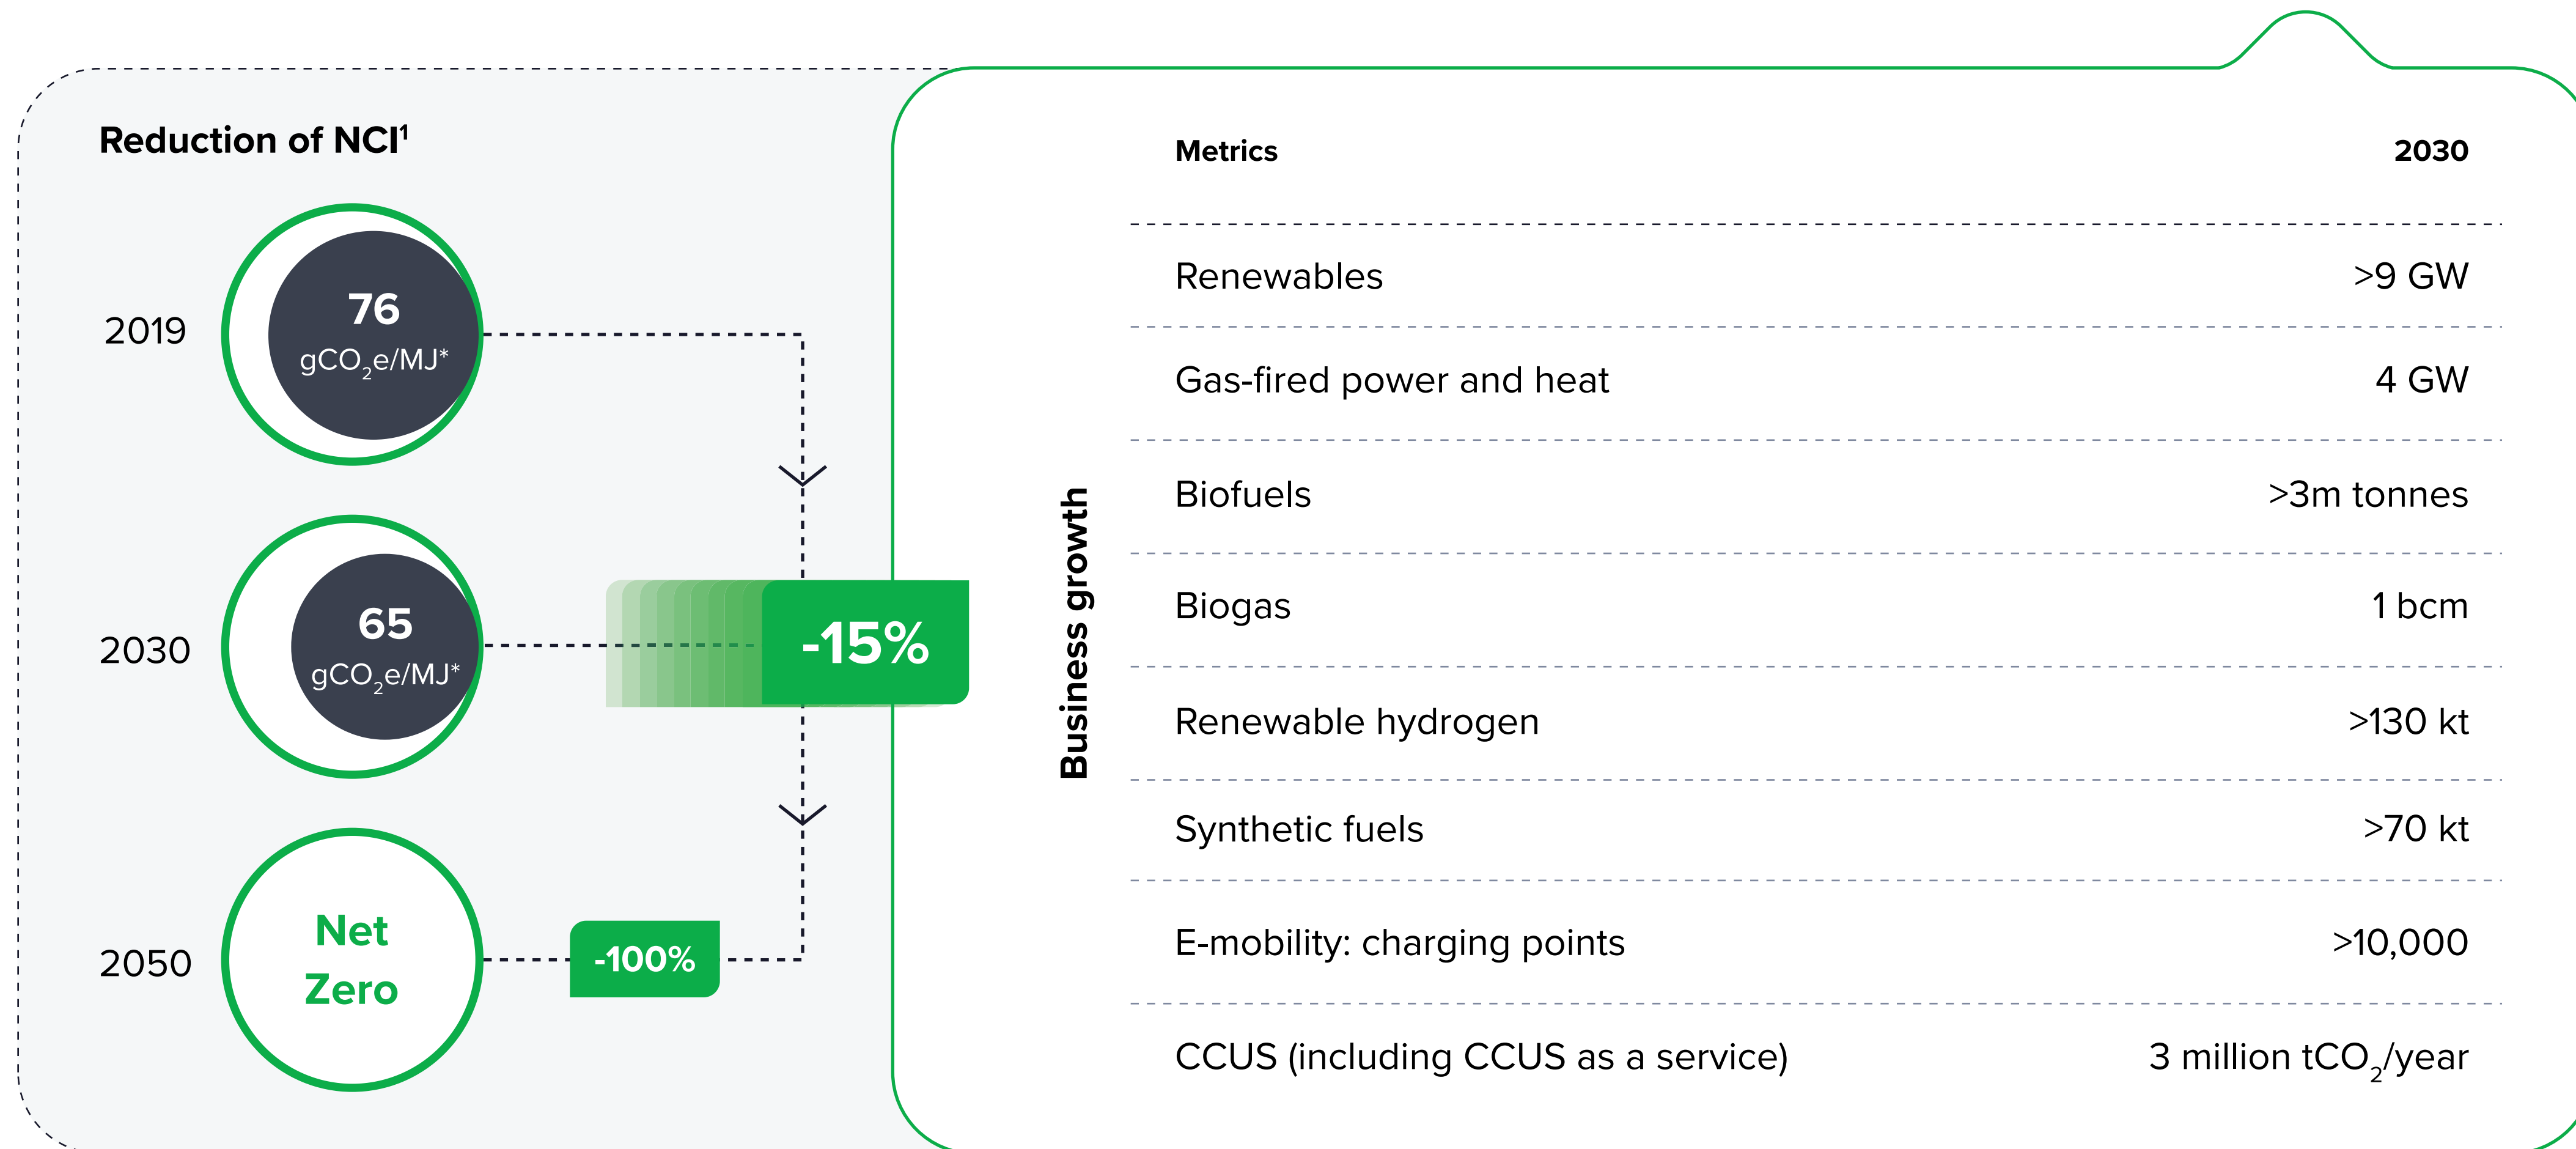 Reduction of NCI¹
2019
76
gCO₂e/MJ*
2030
65
gCO₂e/MJ*
-15%
2050
Net
Zero
-100%
Business growth
Metrics 2030
Renewables >9 GW
Gas-fired power and heat 4 GW
Biofuels >3m tonnes
Biogas 1 bcm
Renewable hydrogen >130 kt
Synthetic fuels >70 kt
E-mobility: charging points >10,000
CCUS (including CCUS as a service) 3 million tCO₂/year